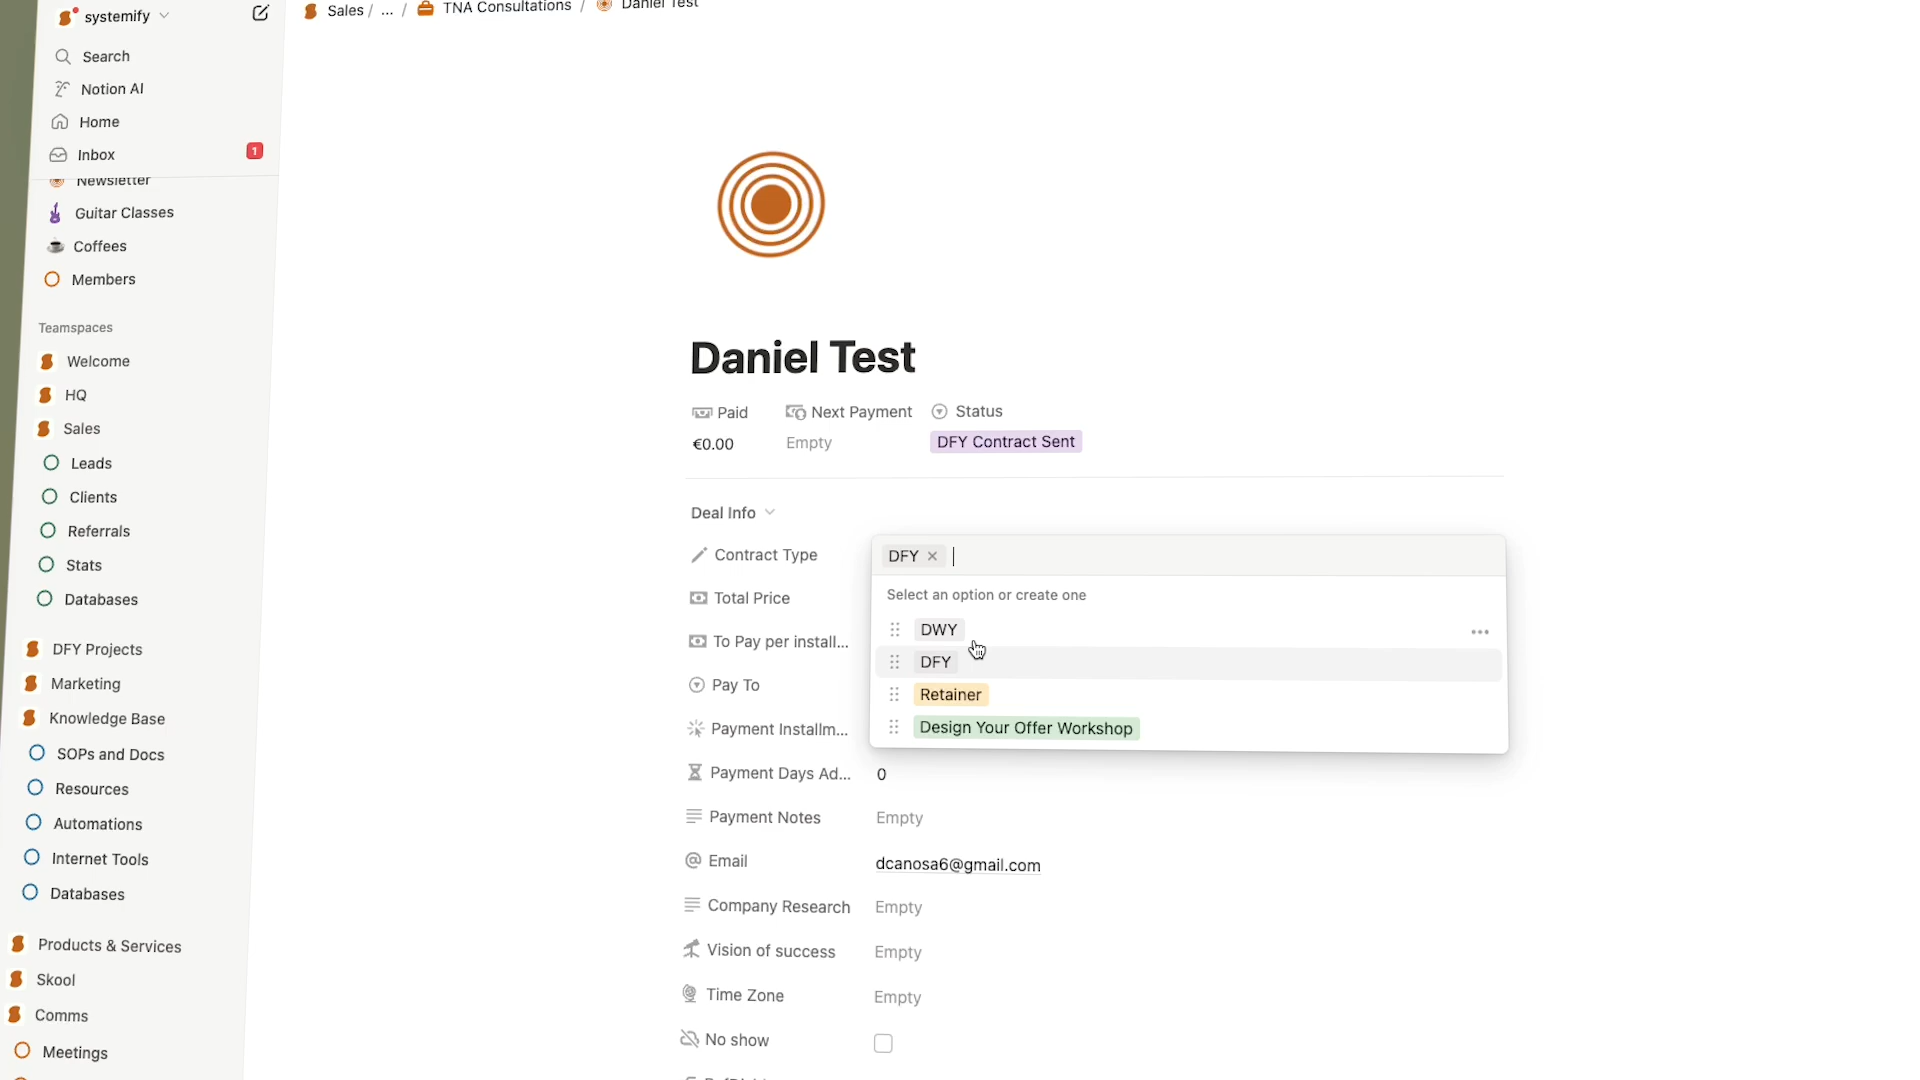 systemify
Sales / ... / TNA Consultations / Daniel Test
Search
Notion AI
Home
Inbox 1
Newsletter
Guitar Classes
Coffees
Members
Teamspaces
Welcome
HQ
Sales
Leads
Clients
Referrals
Stats
Databases
DFY Projects
Marketing
Knowledge Base
SOPs and Docs
Resources
Automations
Internet Tools
Databases
Products & Services
Skool
Comms
Meetings
Daniel Test
Paid Next Payment Status
€0.00 Empty DFY Contract Sent
Deal Info
Contract Type DFY
Select an option or create one
DWY
DFY
Retainer
Design Your Offer Workshop
Total Price
To Pay per install...
Pay To
Payment Installm...
Payment Days Ad... 0
Payment Notes Empty
Email dcanosa6@gmail.com
Company Research Empty
Vision of success Empty
Time Zone Empty
No show